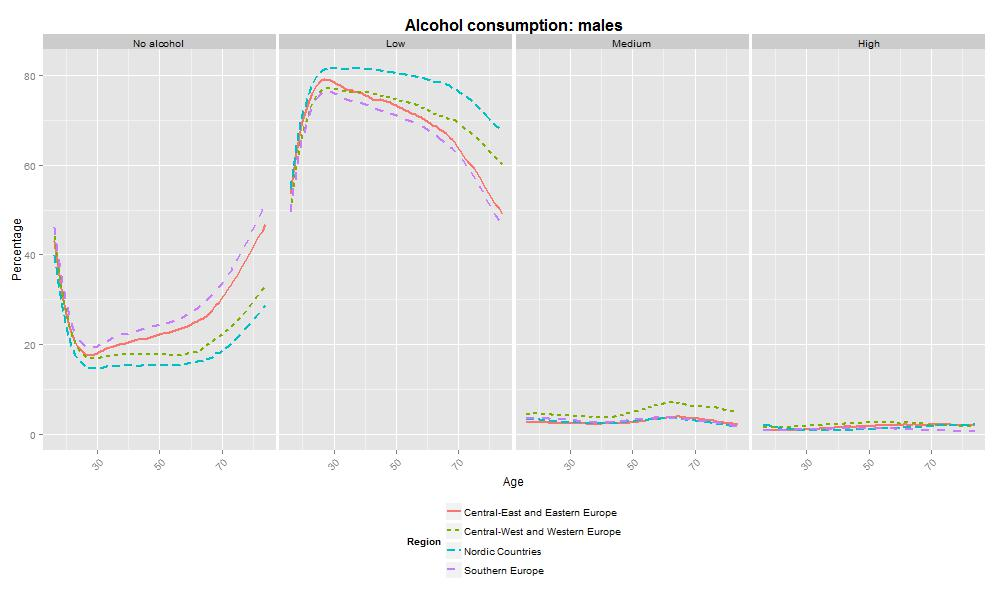 Alcohol consumption: males
No alcohol Low Medium High
Percentage
80
60
40
20
0
30 50 70 30 50 70 30 50 70 30 50 70
Age
Region
Central-East and Eastern Europe
Central-West and Western Europe
Nordic Countries
Southern Europe